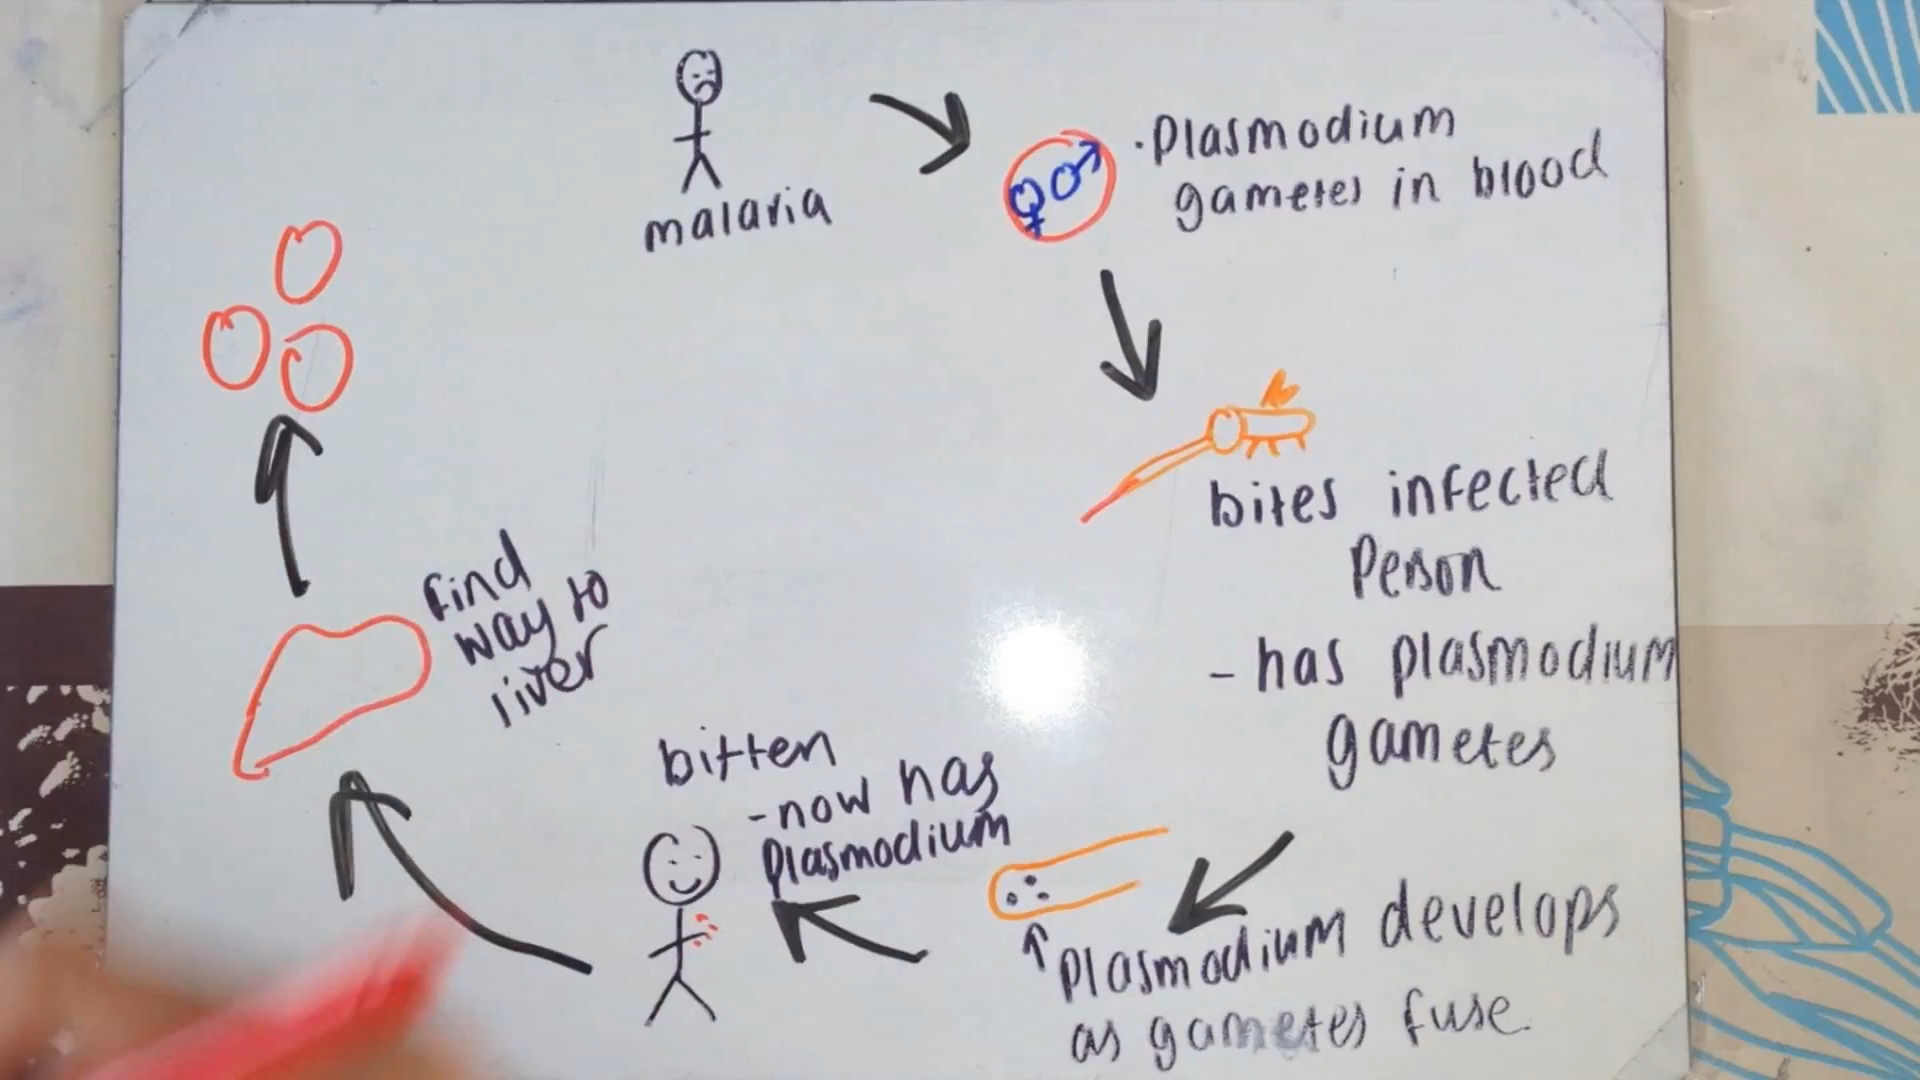 malaria
· Plasmodium
gametes in blood
bites infected
Person
- has plasmodium
gametes
Plasmodium develops
as gametes fuse.
bitten
- now has
Plasmodium
find
way to
liver